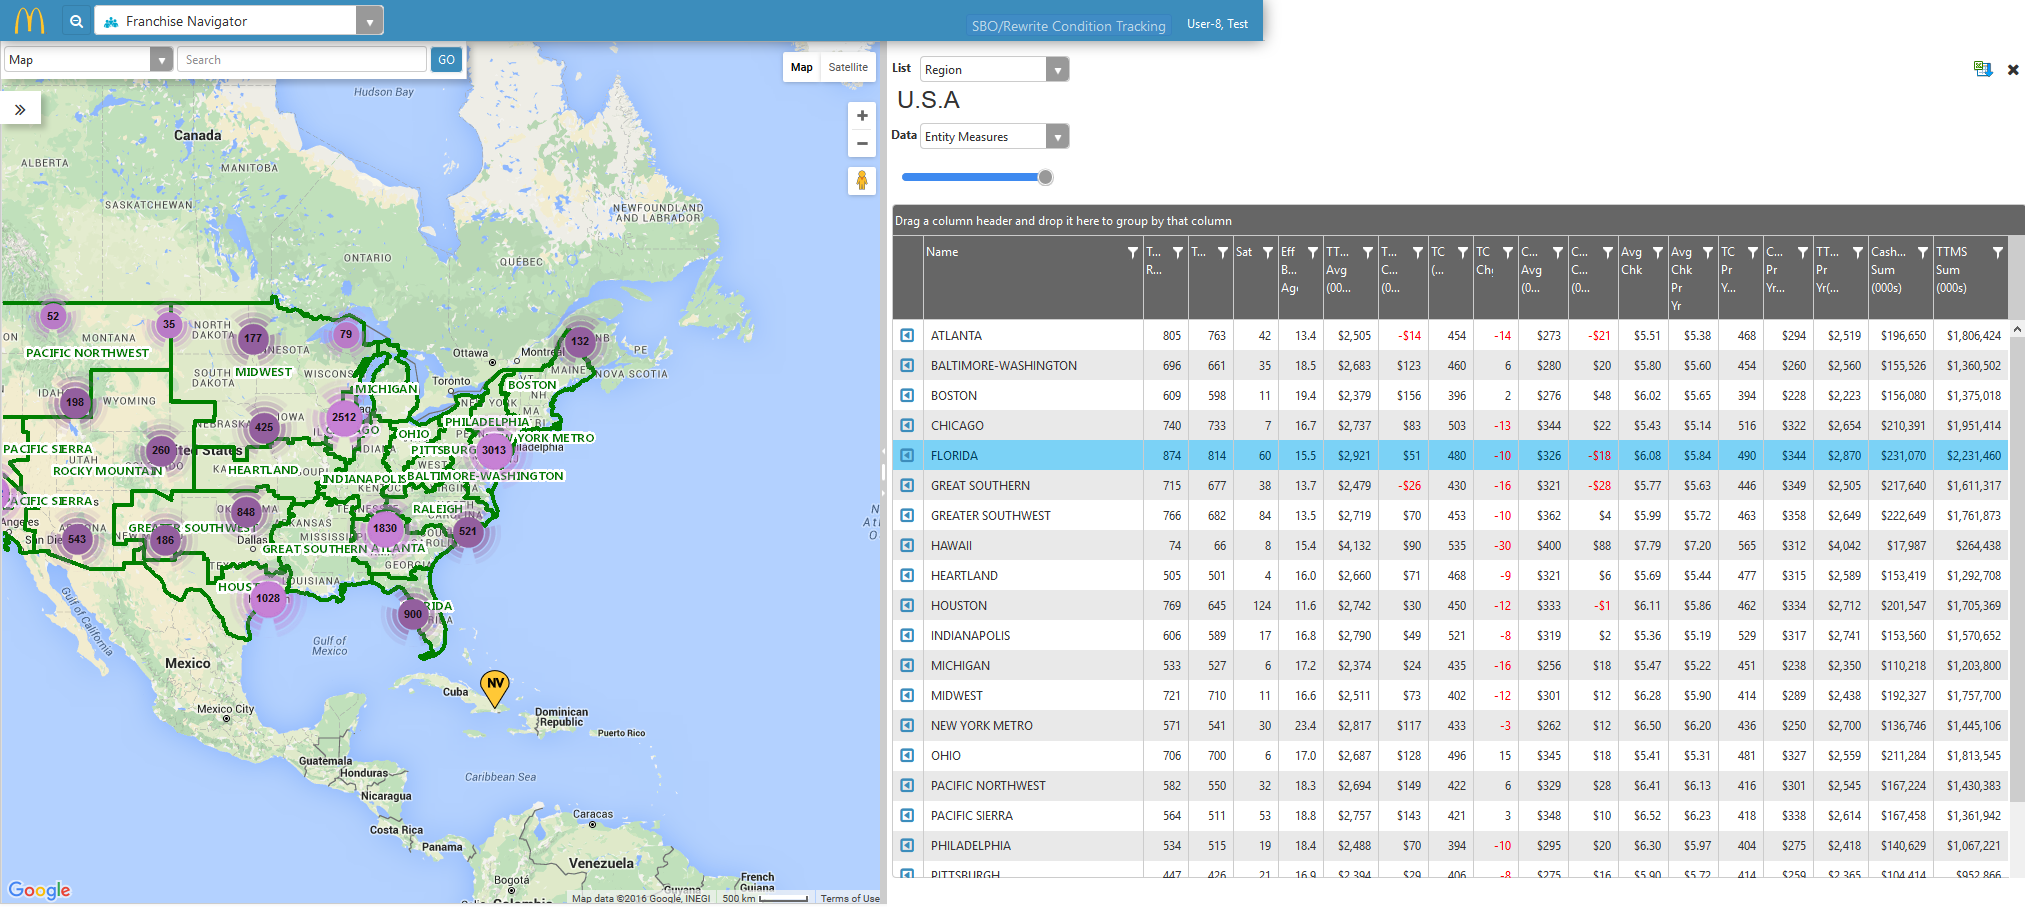 Franchise Navigator
SBO/Rewrite Condition Tracking
User-8, Test
Map
Search
GO
Map Satellite
Hudson Bay
Canada
ALBERTA
MANITOBA
SASKATCHEWAN
NEWFOUNDLAND
AND LABRADOR
ONTARIO
QUÉBEC
52
35
177
79
132
NB
PE
NOVA SCOTIA
MONTANA
NORTH
DAKOTA
PACIFIC NORTHWEST
MIDWEST
Ottawa
Montreal
MAINE
SOUTH
DAKOTA
WISCONS
Toronto
MICHIGAN
BOSTON
NH
MA
198
WYOMING
IOWA
2512
NEBRASKA
425
OHIO
PHILADELPHIA
YORK METRO
PACIFIC SIERRA
UTAH
260
ROCKY MOUNTAIN
HEARTLAND
PITTSBURG
3013
iladelphia
INDIANAPOLIS
BALTIMORE-WASHINGTON
848
RALEIGH
GREATER SOUTHWEST
543
186
Dallas
1830
521
GREAT SOUTHERN
ATLANTA
MISSISSIPPI
GEORGIA
LOUISIANA
HOUST
1028
900
RIDA
Gulf of California
Gulf of
Mexico
Mexico
Cuba
NV
Mexico City
Dominican
Republic
Puerto Rico
Guatemala
Honduras
Caribbean Sea
Nicaragua
Costa Rica
Caracas
Panama
Venezuela
Bogotá
Colombia
Guyana
French
Guiana
Google
Map data ©2016 Google, INEGI 500 km Terms of Use
List Region
U.S.A
Data Entity Measures
Drag a column header and drop it here to group by that column
Name T... R... T... Sat Eff B... Ag TT... Avg (00... T... C... (0... TC (... TC Chg C... Avg (0... C... C... (0... Avg Chk Avg Chk Pr Yr TC Pr Y... C... Pr Yr... TT... Pr Yr(... Cash... Sum (000s) TTMS Sum (000s)
ATLANTA 805 763 42 13.4 $2,505 -$14 454 -14 $273 -$21 $5.51 $5.38 468 $294 $2,519 $196,650 $1,806,424
BALTIMORE-WASHINGTON 696 661 35 18.5 $2,683 $123 460 6 $280 $20 $5.80 $5.60 454 $260 $2,560 $155,526 $1,360,502
BOSTON 609 598 11 19.4 $2,379 $156 396 2 $276 $48 $6.02 $5.65 394 $228 $2,223 $156,080 $1,375,018
CHICAGO 740 733 7 16.7 $2,737 $83 503 -13 $344 $22 $5.43 $5.14 516 $322 $2,654 $210,391 $1,951,414
FLORIDA 874 814 60 15.5 $2,921 $51 480 -10 $326 -$18 $6.08 $5.84 490 $344 $2,870 $231,070 $2,231,460
GREAT SOUTHERN 715 677 38 13.7 $2,479 -$26 430 -16 $321 -$28 $5.77 $5.63 446 $349 $2,505 $217,640 $1,611,317
GREATER SOUTHWEST 766 682 84 13.5 $2,719 $70 453 -10 $362 $4 $5.99 $5.72 463 $358 $2,649 $222,649 $1,761,873
HAWAII 74 66 8 15.4 $4,132 $90 535 -30 $400 $88 $7.79 $7.20 565 $312 $4,042 $17,987 $264,438
HEARTLAND 505 501 4 16.0 $2,660 $71 468 -9 $321 $6 $5.69 $5.44 477 $315 $2,589 $153,419 $1,292,708
HOUSTON 769 645 124 11.6 $2,742 $30 450 -12 $333 -$1 $6.11 $5.86 462 $334 $2,712 $201,547 $1,705,369
INDIANAPOLIS 606 589 17 16.8 $2,790 $49 521 -8 $319 $2 $5.36 $5.19 529 $317 $2,741 $153,560 $1,570,652
MICHIGAN 533 527 6 17.2 $2,374 $24 435 -16 $256 $18 $5.47 $5.22 451 $238 $2,350 $110,218 $1,203,800
MIDWEST 721 710 11 16.6 $2,511 $73 402 -12 $301 $12 $6.28 $5.90 414 $289 $2,438 $192,327 $1,757,700
NEW YORK METRO 571 541 30 23.4 $2,817 $117 433 -3 $262 $12 $6.50 $6.20 436 $250 $2,700 $136,746 $1,445,106
OHIO 706 700 6 17.0 $2,687 $128 496 15 $345 $18 $5.41 $5.31 481 $327 $2,559 $211,284 $1,813,545
PACIFIC NORTHWEST 582 550 32 18.3 $2,694 $149 422 6 $329 $28 $6.41 $6.13 416 $301 $2,545 $167,224 $1,430,383
PACIFIC SIERRA 564 511 53 18.8 $2,757 $143 421 3 $348 $10 $6.52 $6.23 418 $338 $2,614 $167,458 $1,361,942
PHILADELPHIA 534 515 19 18.4 $2,488 $70 394 -10 $295 $20 $6.30 $5.97 404 $275 $2,418 $140,629 $1,067,221
PITTSBURGH 447 426 21 16.9 $2,394 $29 406 -8 $275 $16 $5.90 $5.72 414 $259 $2,365 $104,414 $952,866